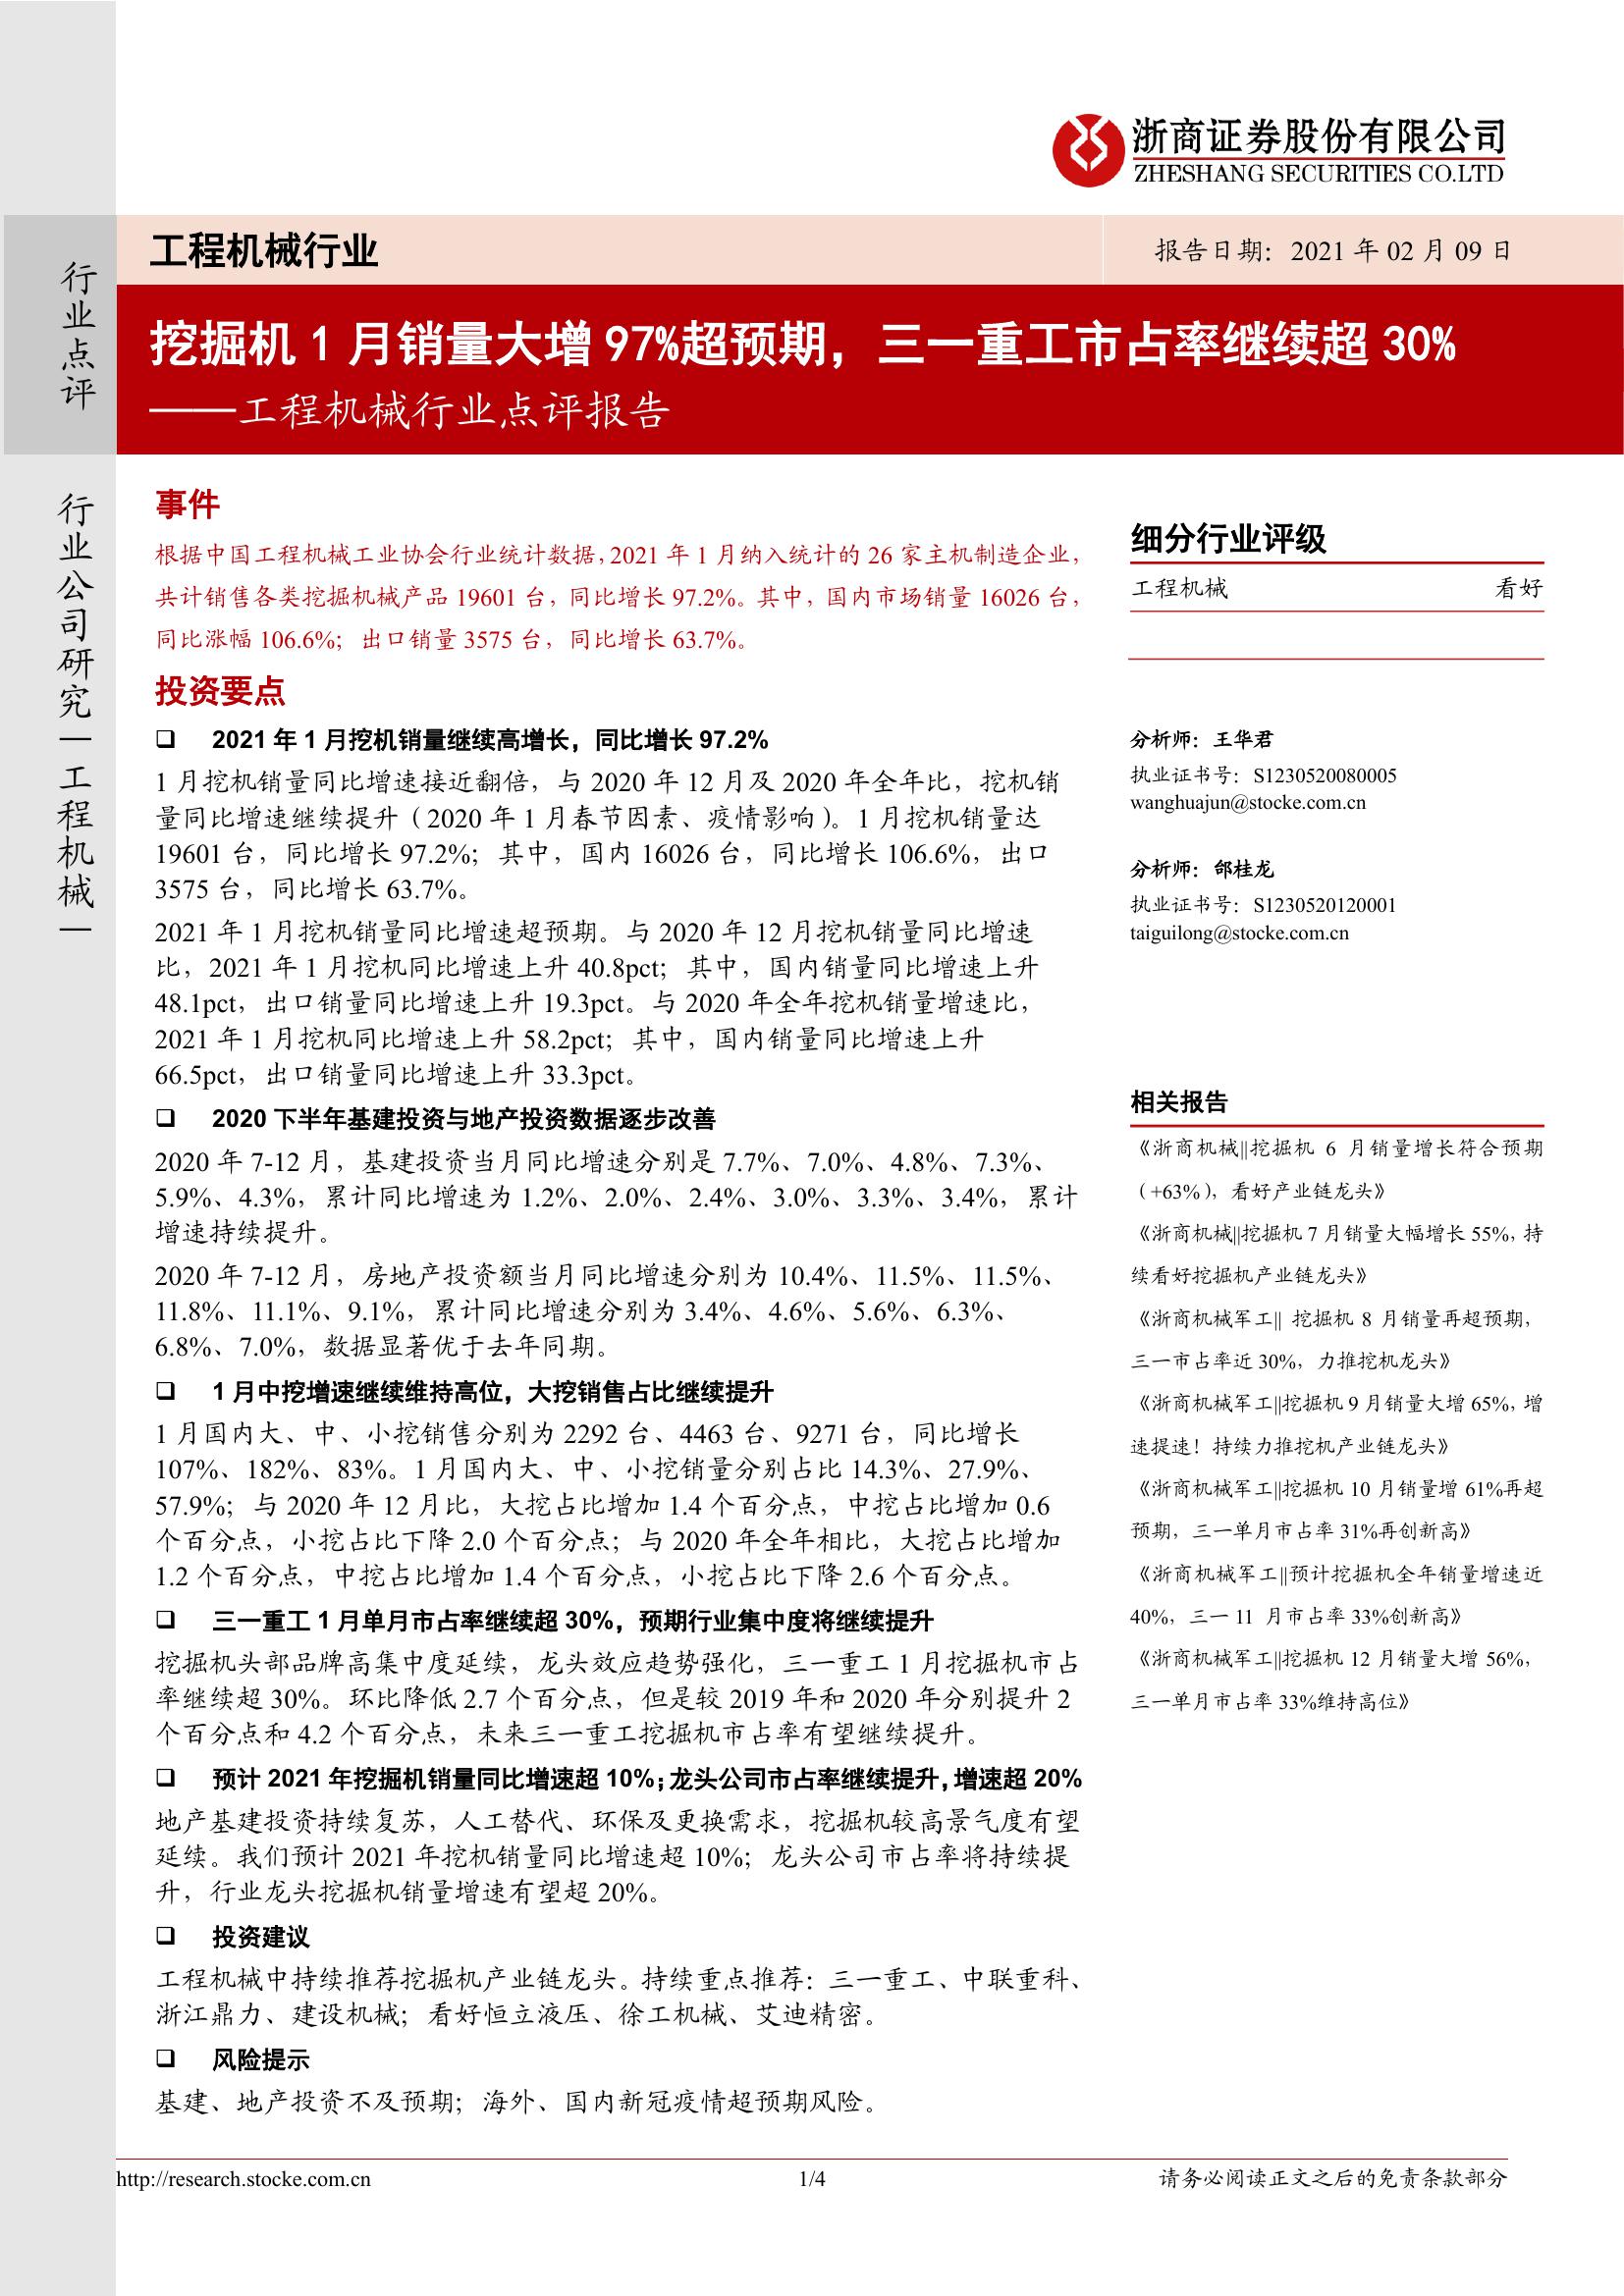 浙商证券股份有限公司
ZHESHANG SECURITIES CO.LTD
行业点评
行业公司研究|工程机械|
工程机械行业
报告日期：2021 年 02 月 09 日
挖掘机 1 月销量大增 97%超预期，三一重工市占率继续超 30%
——工程机械行业点评报告
事件
根据中国工程机械工业协会行业统计数据，2021 年 1 月纳入统计的 26 家主机制造企业，
共计销售各类挖掘机械产品 19601 台，同比增长 97.2%。其中，国内市场销量 16026 台，
同比涨幅 106.6%；出口销量 3575 台，同比增长 63.7%。
投资要点
❑ 2021 年 1 月挖机销量继续高增长，同比增长 97.2%
1 月挖机销量同比增速接近翻倍，与 2020 年 12 月及 2020 年全年比，挖机销
量同比增速继续提升（2020 年 1 月春节因素、疫情影响）。1 月挖机销量达
19601 台，同比增长 97.2%；其中，国内 16026 台，同比增长 106.6%，出口
3575 台，同比增长 63.7%。
2021 年 1 月挖机销量同比增速超预期。与 2020 年 12 月挖机销量同比增速
比，2021 年 1 月挖机同比增速上升 40.8pct；其中，国内销量同比增速上升
48.1pct，出口销量同比增速上升 19.3pct。与 2020 年全年挖机销量增速比，
2021 年 1 月挖机同比增速上升 58.2pct；其中，国内销量同比增速上升
66.5pct，出口销量同比增速上升 33.3pct。
❑ 2020 下半年基建投资与地产投资数据逐步改善
2020 年 7-12 月，基建投资当月同比增速分别是 7.7%、7.0%、4.8%、7.3%、
5.9%、4.3%，累计同比增速为 1.2%、2.0%、2.4%、3.0%、3.3%、3.4%，累计
增速持续提升。
2020 年 7-12 月，房地产投资额当月同比增速分别为 10.4%、11.5%、11.5%、
11.8%、11.1%、9.1%，累计同比增速分别为 3.4%、4.6%、5.6%、6.3%、
6.8%、7.0%，数据显著优于去年同期。
❑ 1 月中挖增速继续维持高位，大挖销售占比继续提升
1 月国内大、中、小挖销售分别为 2292 台、4463 台、9271 台，同比增长
107%、182%、83%。1 月国内大、中、小挖销量分别占比 14.3%、27.9%、
57.9%；与 2020 年 12 月比，大挖占比增加 1.4 个百分点，中挖占比增加 0.6
个百分点，小挖占比下降 2.0 个百分点；与 2020 年全年相比，大挖占比增加
1.2 个百分点，中挖占比增加 1.4 个百分点，小挖占比下降 2.6 个百分点。
❑ 三一重工 1 月单月市占率继续超 30%，预期行业集中度将继续提升
挖掘机头部品牌高集中度延续，龙头效应趋势强化，三一重工 1 月挖掘机市占
率继续超 30%。环比降低 2.7 个百分点，但是较 2019 年和 2020 年分别提升 2
个百分点和 4.2 个百分点，未来三一重工挖掘机市占率有望继续提升。
❑ 预计 2021 年挖掘机销量同比增速超 10%；龙头公司市占率继续提升，增速超 20%
地产基建投资持续复苏，人工替代、环保及更换需求，挖掘机较高景气度有望
延续。我们预计 2021 年挖机销量同比增速超 10%；龙头公司市占率将持续提
升，行业龙头挖掘机销量增速有望超 20%。
❑ 投资建议
工程机械中持续推荐挖掘机产业链龙头。持续重点推荐：三一重工、中联重科、
浙江鼎力、建设机械；看好恒立液压、徐工机械、艾迪精密。
❑ 风险提示
基建、地产投资不及预期；海外、国内新冠疫情超预期风险。
细分行业评级
工程机械 看好
分析师：王华君
执业证书号：S1230520080005
wanghuajun@stocke.com.cn
分析师：邰桂龙
执业证书号：S1230520120001
taiguilong@stocke.com.cn
相关报告
《浙商机械||挖掘机 6 月销量增长符合预期
（+63%），看好产业链龙头》
《浙商机械||挖掘机 7 月销量大幅增长 55%，持
续看好挖掘机产业链龙头》
《浙商机械军工|| 挖掘机 8 月销量再超预期，
三一市占率近 30%，力推挖机龙头》
《浙商机械军工||挖掘机 9 月销量大增 65%，增
速提速！持续力推挖机产业链龙头》
《浙商机械军工||挖掘机 10 月销量增 61%再超
预期，三一单月市占率 31%再创新高》
《浙商机械军工||预计挖掘机全年销量增速近
40%，三一 11 月市占率 33%创新高》
《浙商机械军工||挖掘机 12 月销量大增 56%，
三一单月市占率 33%维持高位》
http://research.stocke.com.cn
1/4
请务必阅读正文之后的免责条款部分